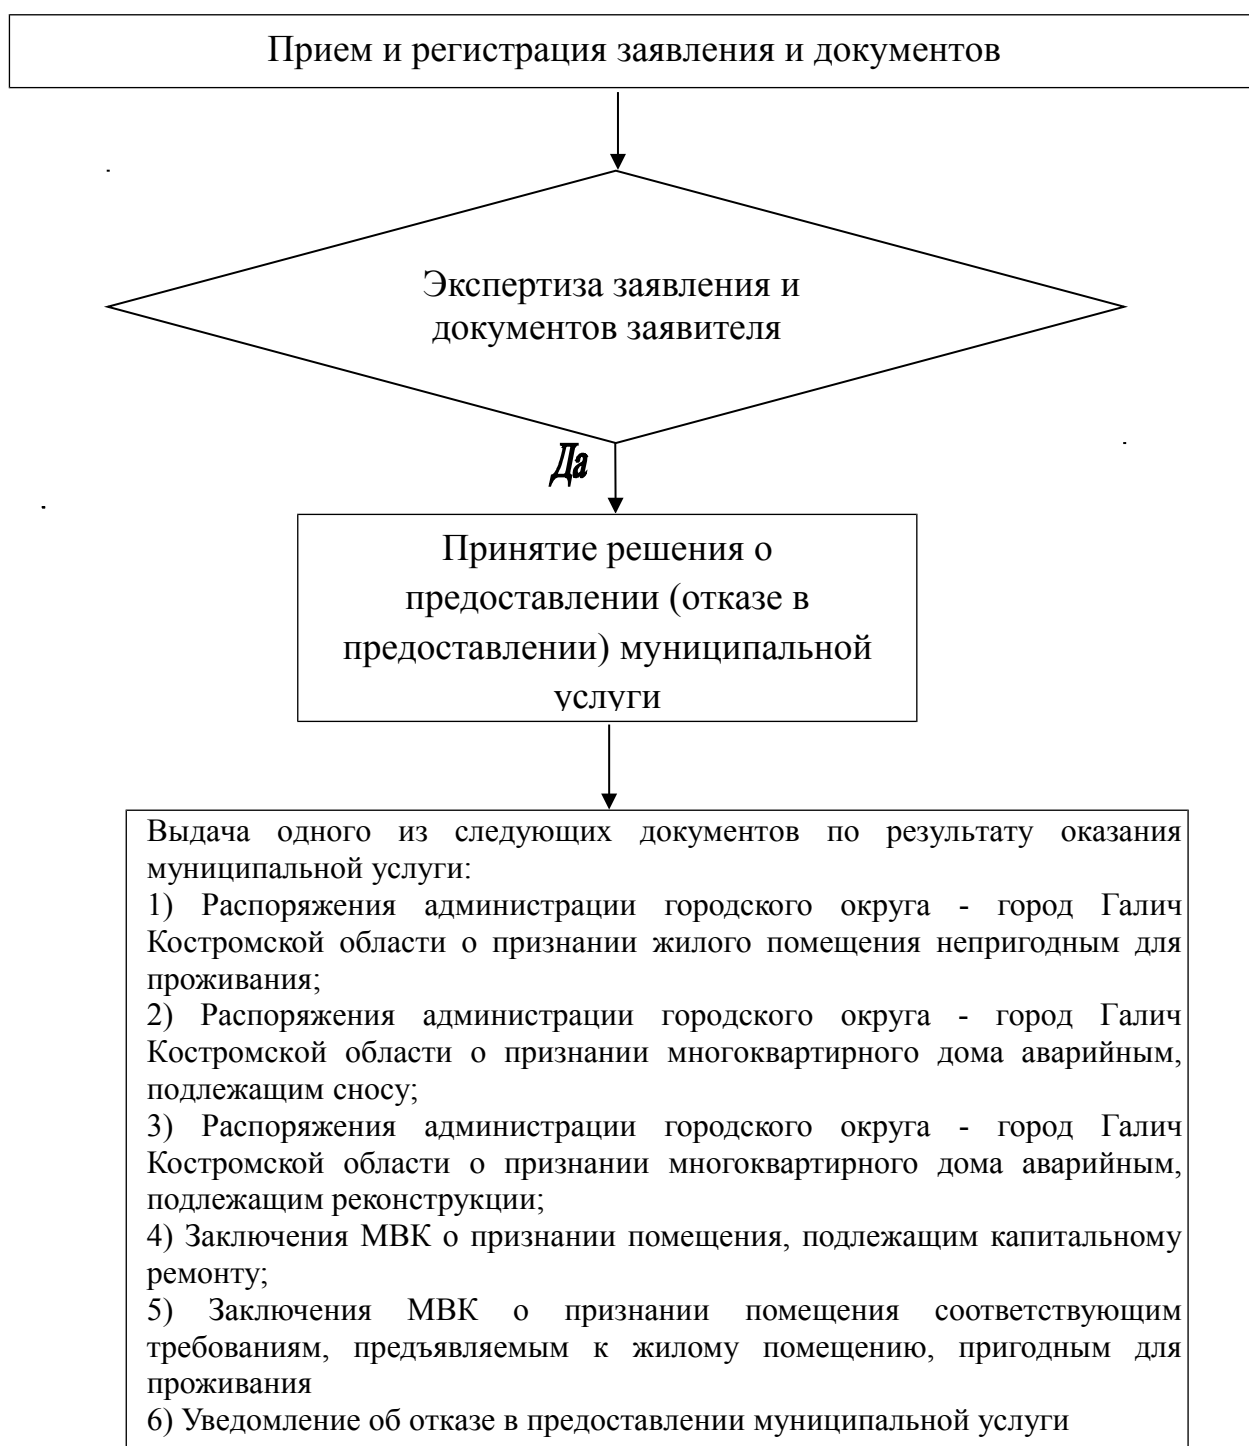 Прием и регистрация заявления и документов
Экспертиза заявления и
документов заявителя
Да
Принятие решения о
предоставлении (отказе в
предоставлении) муниципальной
услуги
Выдача одного из следующих документов по результату оказания
муниципальной услуги:
1) Распоряжения администрации городского округа - город Галич
Костромской области о признании жилого помещения непригодным для
проживания;
2) Распоряжения администрации городского округа - город Галич
Костромской области о признании многоквартирного дома аварийным,
подлежащим сносу;
3) Распоряжения администрации городского округа - город Галич
Костромской области о признании многоквартирного дома аварийным,
подлежащим реконструкции;
4) Заключения МВК о признании помещения, подлежащим капитальному
ремонту;
5) Заключения МВК о признании помещения соответствующим
требованиям, предъявляемым к жилому помещению, пригодным для
проживания
6) Уведомление об отказе в предоставлении муниципальной услуги